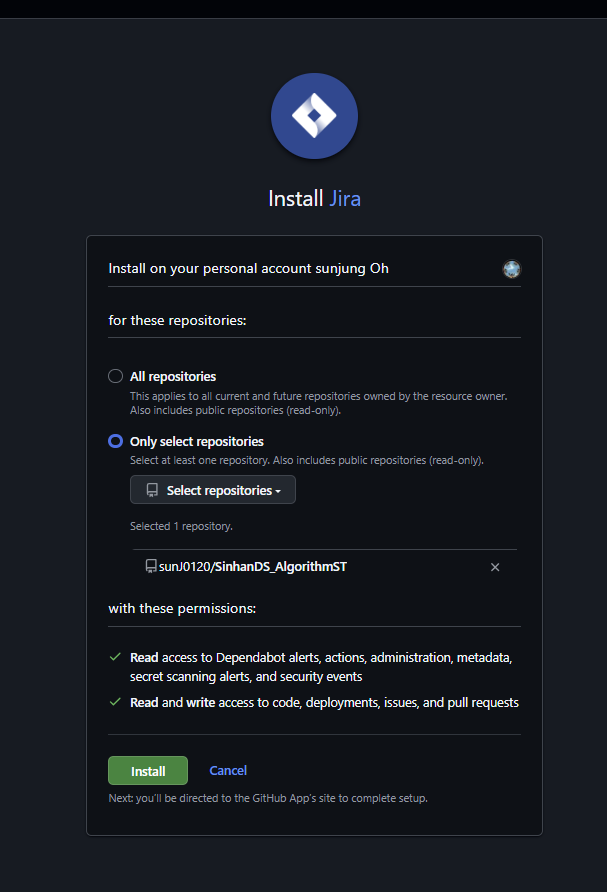 Install Jira
Install on your personal account sunjung Oh
for these repositories:
All repositories
This applies to all current and future repositories owned by the resource owner.
Also includes public repositories (read-only).
Only select repositories
Select at least one repository. Also includes public repositories (read-only).
Select repositories
Selected 1 repository.
sunJ0120/SinhanDS_AlgorithmST
with these permissions:
Read access to Dependabot alerts, actions, administration, metadata,
secret scanning alerts, and security events
Read and write access to code, deployments, issues, and pull requests
Install Cancel
Next: you'll be directed to the GitHub App's site to complete setup.